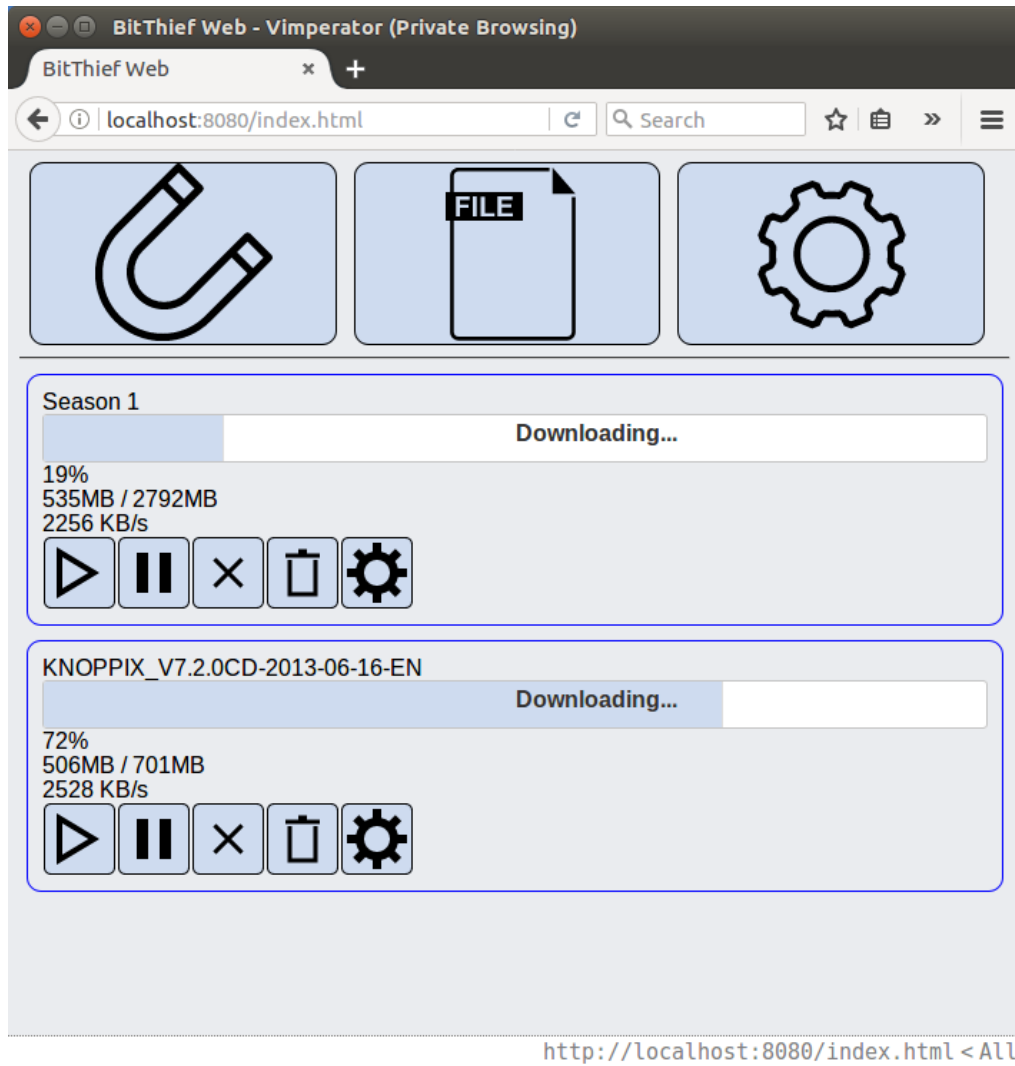 BitThief Web - Vimperator (Private Browsing)
BitThief Web
localhost:8080/index.html
Search
FILE
Season 1
Downloading...
19%
535MB / 2792MB
2256 KB/s
KNOPPIX_V7.2.0CD-2013-06-16-EN
Downloading...
72%
506MB / 701MB
2528 KB/s
http://localhost:8080/index.html < All